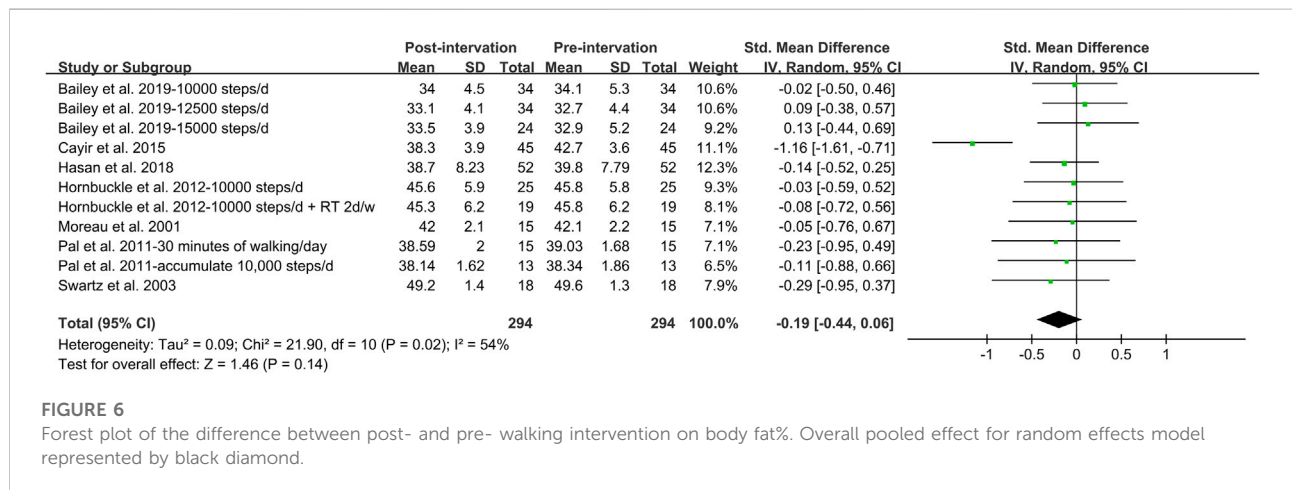 Post-intervention Pre-intervention Std. Mean Difference Std. Mean Difference
Study or Subgroup Mean SD Total Mean SD Total Weight IV, Random, 95% CI IV, Random, 95% CI
Bailey et al. 2019-10000 steps/d 34 4.5 34 34.1 5.3 34 10.6% -0.02 [-0.50, 0.46]
Bailey et al. 2019-12500 steps/d 33.1 4.1 34 32.7 4.4 34 10.6% 0.09 [-0.38, 0.57]
Bailey et al. 2019-15000 steps/d 33.5 3.9 24 32.9 5.2 24 9.2% 0.13 [-0.44, 0.69]
Cayir et al. 2015 38.3 3.9 45 42.7 3.6 45 11.1% -1.16 [-1.61, -0.71]
Hasan et al. 2018 38.7 8.23 52 39.8 7.79 52 12.3% -0.14 [-0.52, 0.25]
Hornbuckle et al. 2012-10000 steps/d 45.6 5.9 25 45.8 5.8 25 9.3% -0.03 [-0.59, 0.52]
Hornbuckle et al. 2012-10000 steps/d + RT 2d/w 45.3 6.2 19 45.8 6.2 19 8.1% -0.08 [-0.72, 0.56]
Moreau et al. 2001 42 2.1 15 42.1 2.2 15 7.1% -0.05 [-0.76, 0.67]
Pal et al. 2011-30 minutes of walking/day 38.59 2 15 39.03 1.68 15 7.1% -0.23 [-0.95, 0.49]
Pal et al. 2011-accumulate 10,000 steps/d 38.14 1.62 13 38.34 1.86 13 6.5% -0.11 [-0.88, 0.66]
Swartz et al. 2003 49.2 1.4 18 49.6 1.3 18 7.9% -0.29 [-0.95, 0.37]
Total (95% CI) 294 294 100.0% -0.19 [-0.44, 0.06]
Heterogeneity: Tau² = 0.09; Chi² = 21.90, df = 10 (P = 0.02); I² = 54%
Test for overall effect: Z = 1.46 (P = 0.14)
-1 -0.5 0 0.5 1
FIGURE 6
Forest plot of the difference between post- and pre- walking intervention on body fat%. Overall pooled effect for random effects model
represented by black diamond.